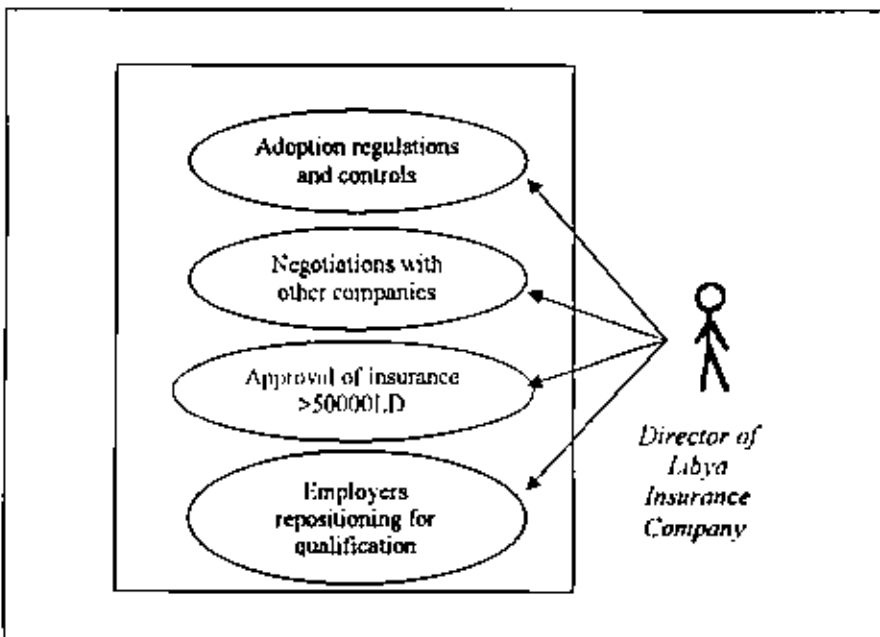 Adoption regulations
and controls
Negotiations with
other companies
Approval of insurance
>50000LD
Employers
repositioning for
qualification
Director of
Libya
Insurance
Company